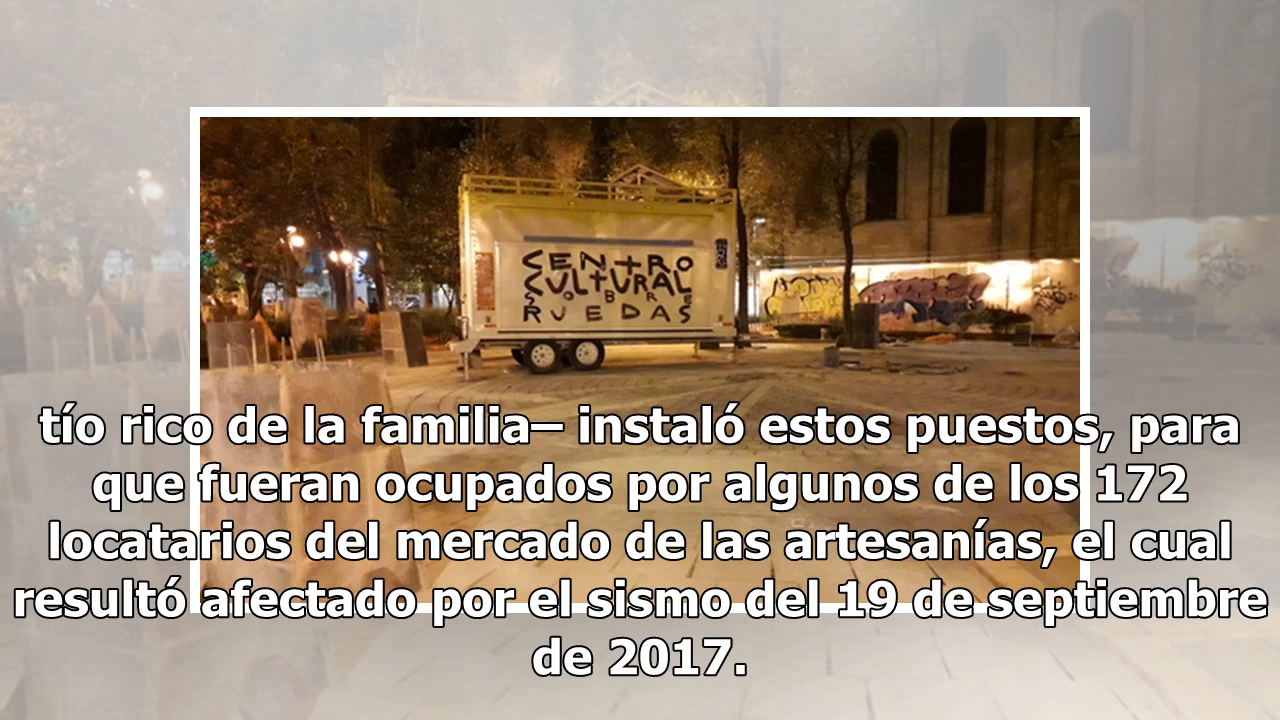 CENTRO
CULTURAL
SOBRE
RUEDAS
tío rico de la familia– instaló estos puestos, para
que fueran ocupados por algunos de los 172
locatarios del mercado de las artesanías, el cual
resultó afectado por el sismo del 19 de septiembre
de 2017.